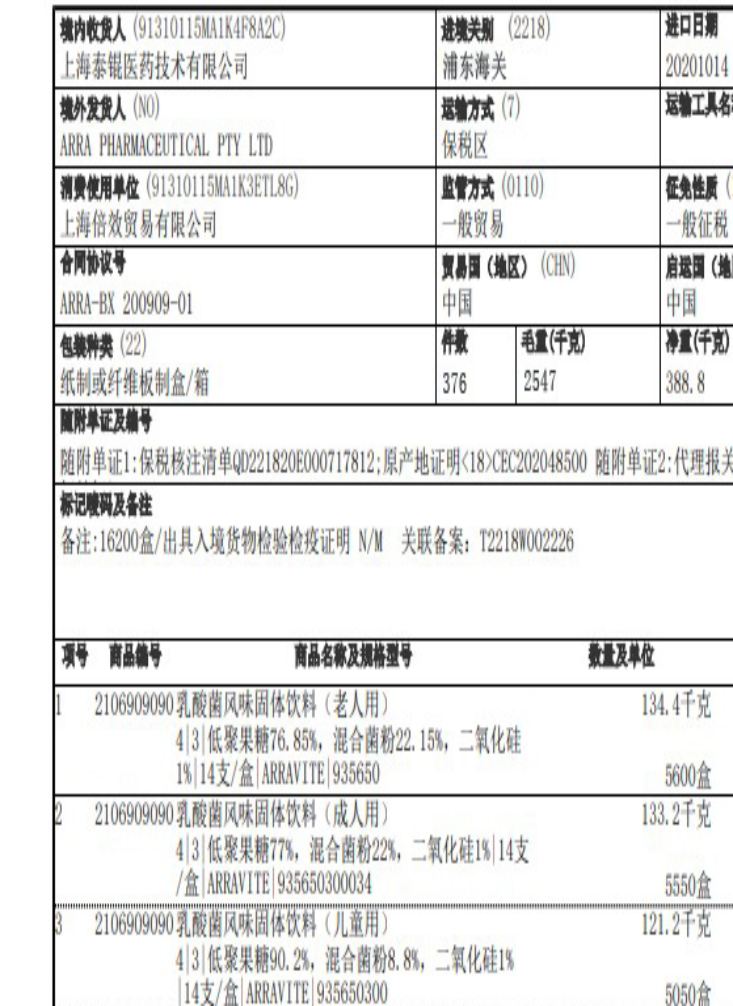 境内收货人 (91310115MA1K4F8A2C)
进境关别 (2218)
进口日期
上海泰锟医药技术有限公司
浦东海关
20201014
境外发货人 (NO)
运输方式 (7)
运输工具名称
ARRA PHARMACEUTICAL PTY LTD
保税区
消费使用单位 (91310115MA1K3ETL8G)
监管方式 (0110)
征免性质 (
上海倍效贸易有限公司
一般贸易
一般征税
合同协议号
贸易国 (地区) (CHN)
启运国 (地
ARRA-BX 200909-01
中国
中国
包装种类 (22)
件数
毛重(千克)
净重(千克)
纸制或纤维板制盒/箱
376
2547
388.8
随附单证及编号
随附单证1:保税核注清单QD221820E000717812;原产地证明<18>CEC202048500 随附单证2:代理报关
标记唛码及备注
备注:16200盒/出具入境货物检验检疫证明 N/M 关联备案: T2218W002226
项号 商品编号 商品名称及规格型号 数量及单位
1 2106909090 乳酸菌风味固体饮料（老人用） 134.4千克
4|3|低聚果糖76.85%, 混合菌粉22.15%, 二氧化硅
1%|14支/盒|ARRAVITE|935650 5600盒
2 2106909090 乳酸菌风味固体饮料（成人用） 133.2千克
4|3|低聚果糖77%, 混合菌粉22%, 二氧化硅1%|14支
/盒|ARRAVITE|935650300034 5550盒
3 2106909090 乳酸菌风味固体饮料（儿童用） 121.2千克
4|3|低聚果糖90.2%, 混合菌粉8.8%, 二氧化硅1%
|14支/盒|ARRAVITE|935650300 5050盒